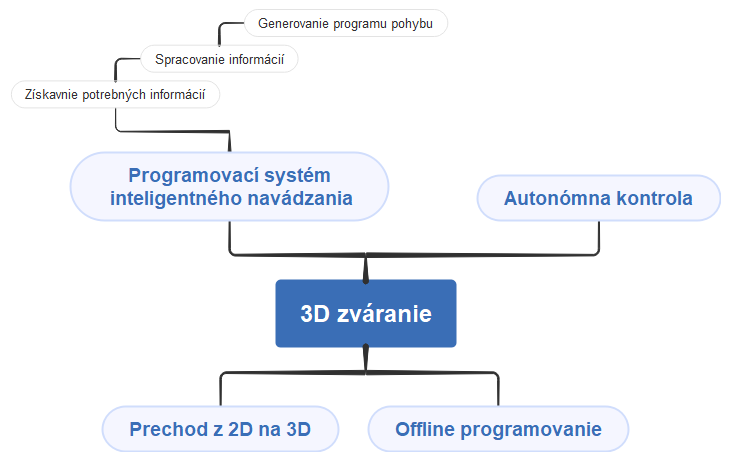 Generovanie programu pohybu
Spracovanie informácií
Získavnie potrebných informácií
Programovací systém
inteligentného navádzania
Autonómna kontrola
3D zváranie
Prechod z 2D na 3D
Offline programovanie